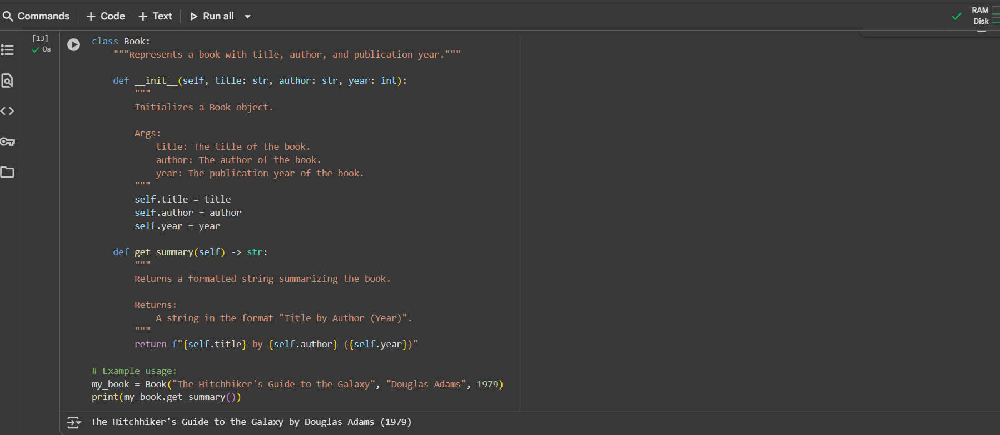 Commands + Code + Text Run all
RAM
Disk
[13]
0s
class Book:
    """Represents a book with title, author, and publication year."""
    def __init__(self, title: str, author: str, year: int):
        """
        Initializes a Book object.
        Args:
            title: The title of the book.
            author: The author of the book.
            year: The publication year of the book.
        """
        self.title = title
        self.author = author
        self.year = year
    def get_summary(self) -> str:
        """
        Returns a formatted string summarizing the book.
        Returns:
            A string in the format "Title by Author (Year)".
        """
        return f"{self.title} by {self.author} ({self.year})"
# Example usage:
my_book = Book("The Hitchhiker's Guide to the Galaxy", "Douglas Adams", 1979)
print(my_book.get_summary())
The Hitchhiker's Guide to the Galaxy by Douglas Adams (1979)